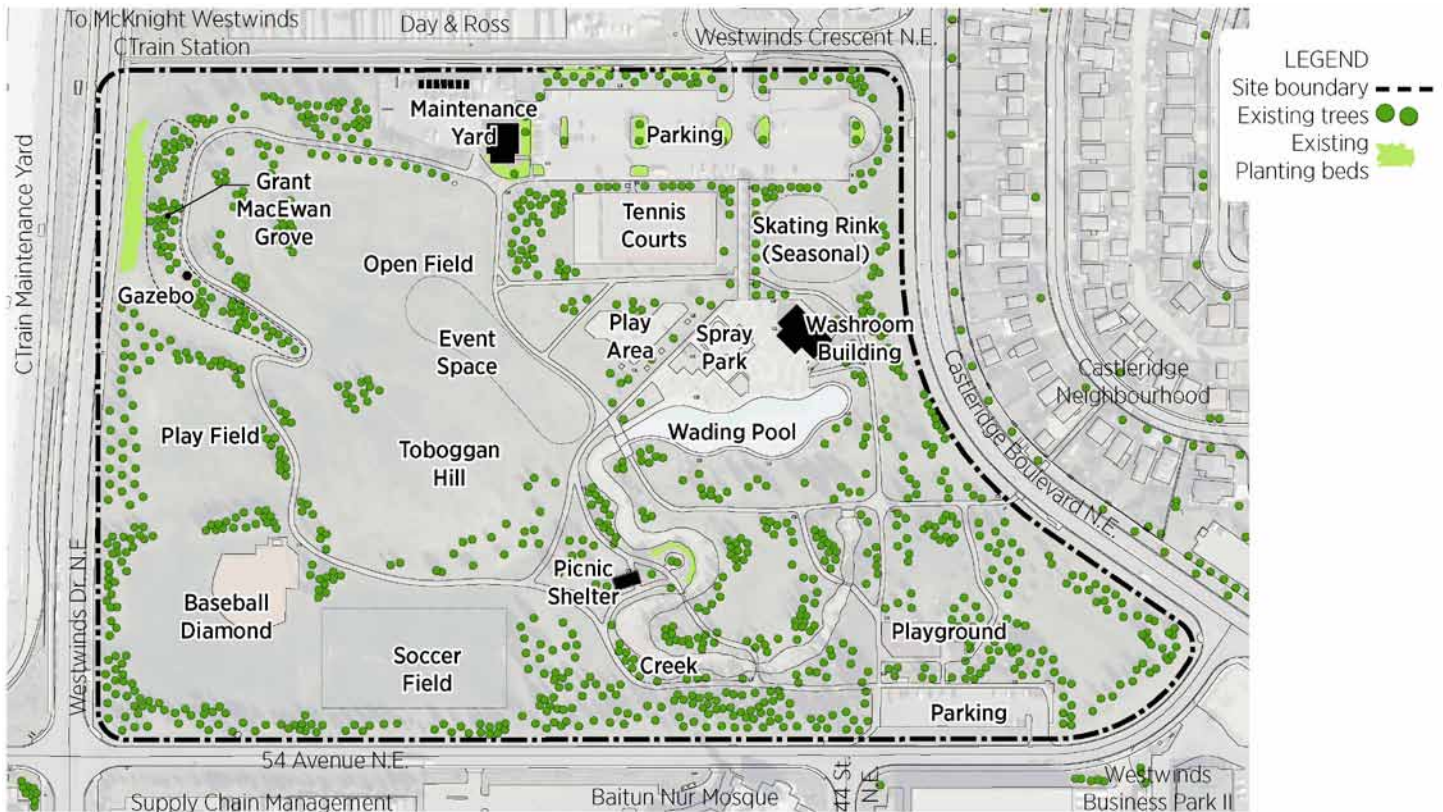 To McKnight Westwinds
CTrain Station
Day & Ross
Westwinds Crescent N.E.
LEGEND
Site boundary
Existing trees
Existing
Planting beds
CTrain Maintenance Yard
Westwinds Dr. N.E.
Maintenance
Yard
Parking
Grant
MacEwan
Grove
Gazebo
Open Field
Tennis
Courts
Skating Rink
(Seasonal)
Event
Space
Play
Area
Spray
Park
Washroom
Building
Castleridge
Neighbourhood
Castleridge Boulevard N.E.
Play Field
Toboggan
Hill
Wading Pool
Baseball
Diamond
Picnic
Shelter
Soccer
Field
Creek
Playground
Parking
54 Avenue N.E.
Supply Chain Management
Baitun Nur Mosque
44 St.
N.E.
Westwinds
Business Park II